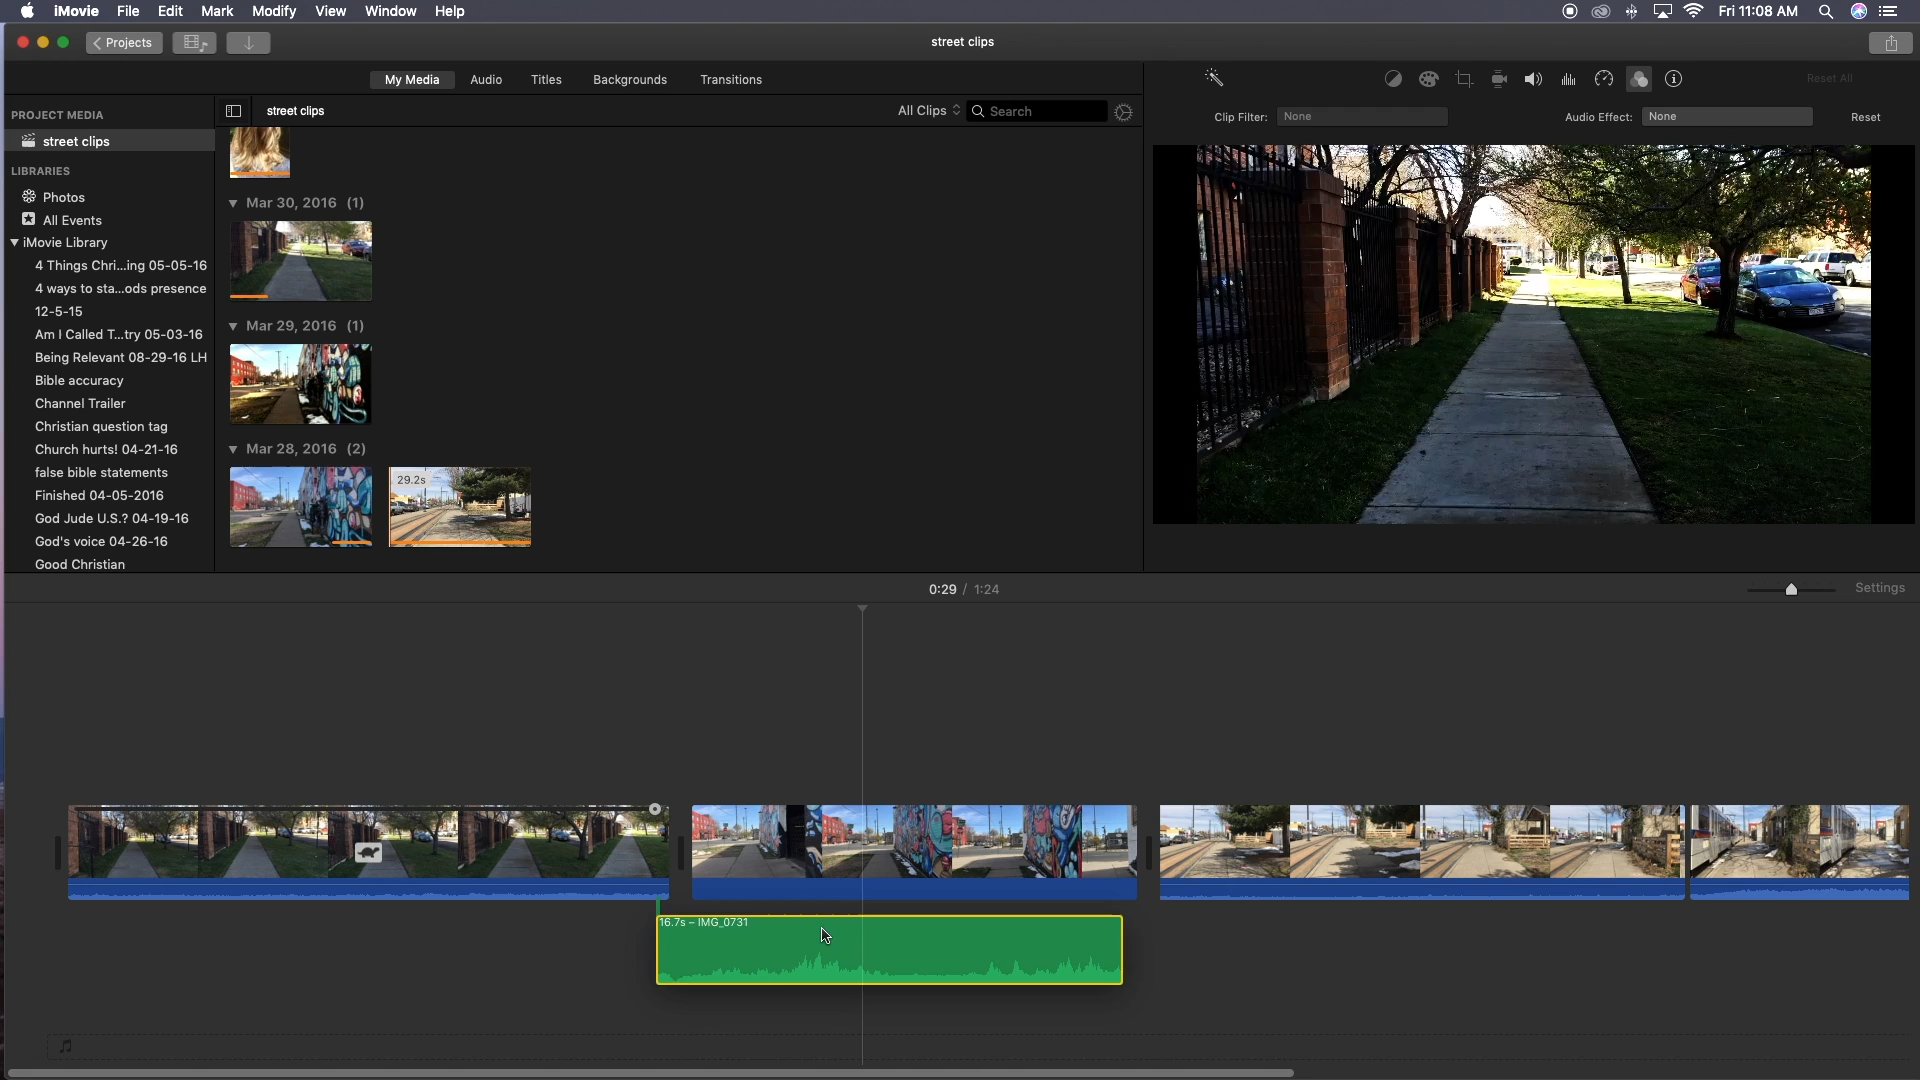 iMovie File Edit Mark Modify View Window Help
Fri 11:08 AM
Projects
street clips
My Media Audio Titles Backgrounds Transitions
Reset All
PROJECT MEDIA
street clips
LIBRARIES
Photos
All Events
iMovie Library
4 Things Chri...ing 05-05-16
4 ways to sta...ods presence
12-5-15
Am I Called T...try 05-03-16
Being Relevant 08-29-16 LH
Bible accuracy
Channel Trailer
Christian question tag
Church hurts! 04-21-16
false bible statements
Finished 04-05-2016
God Jude U.S.? 04-19-16
God's voice 04-26-16
Good Christian
street clips
All Clips
Search
Mar 30, 2016 (1)
Mar 29, 2016 (1)
Mar 28, 2016 (2)
29.2s
Clip Filter: None
Audio Effect: None
Reset
0:29 / 1:24
Settings
16.7s – IMG_0731